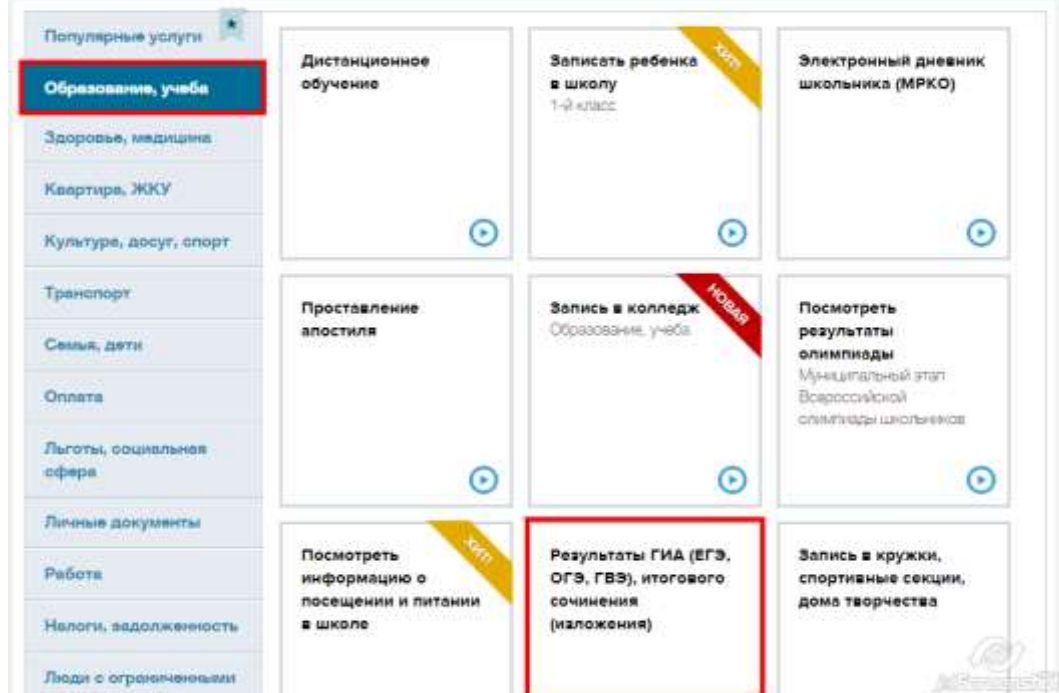 Популярные услуги
Образование, учеба
Здоровье, медицина
Квартира, ЖКУ
Культура, досуг, спорт
Транспорт
Семья, дети
Оплата
Льготы, социальная
сфера
Личные документы
Работа
Налоги, задолженность
Люди с ограниченными
Дистанционное
обучение
Записать ребенка
в школу
1-й класс
ХИТ!
Электронный дневник
школьника (МРКО)
Проставление
апостиля
Запись в колледж
Образование, учеба
НОВАЯ
Посмотреть
результаты
олимпиады
Муниципальный этап
Всероссийской
олимпиады школьников
Посмотреть
информацию о
посещении и питании
в школе
ХИТ!
Результаты ГИА (ЕГЭ,
ОГЭ, ГВЭ), итогового
сочинения
(изложения)
Запись в кружки,
спортивные секции,
дома творчества